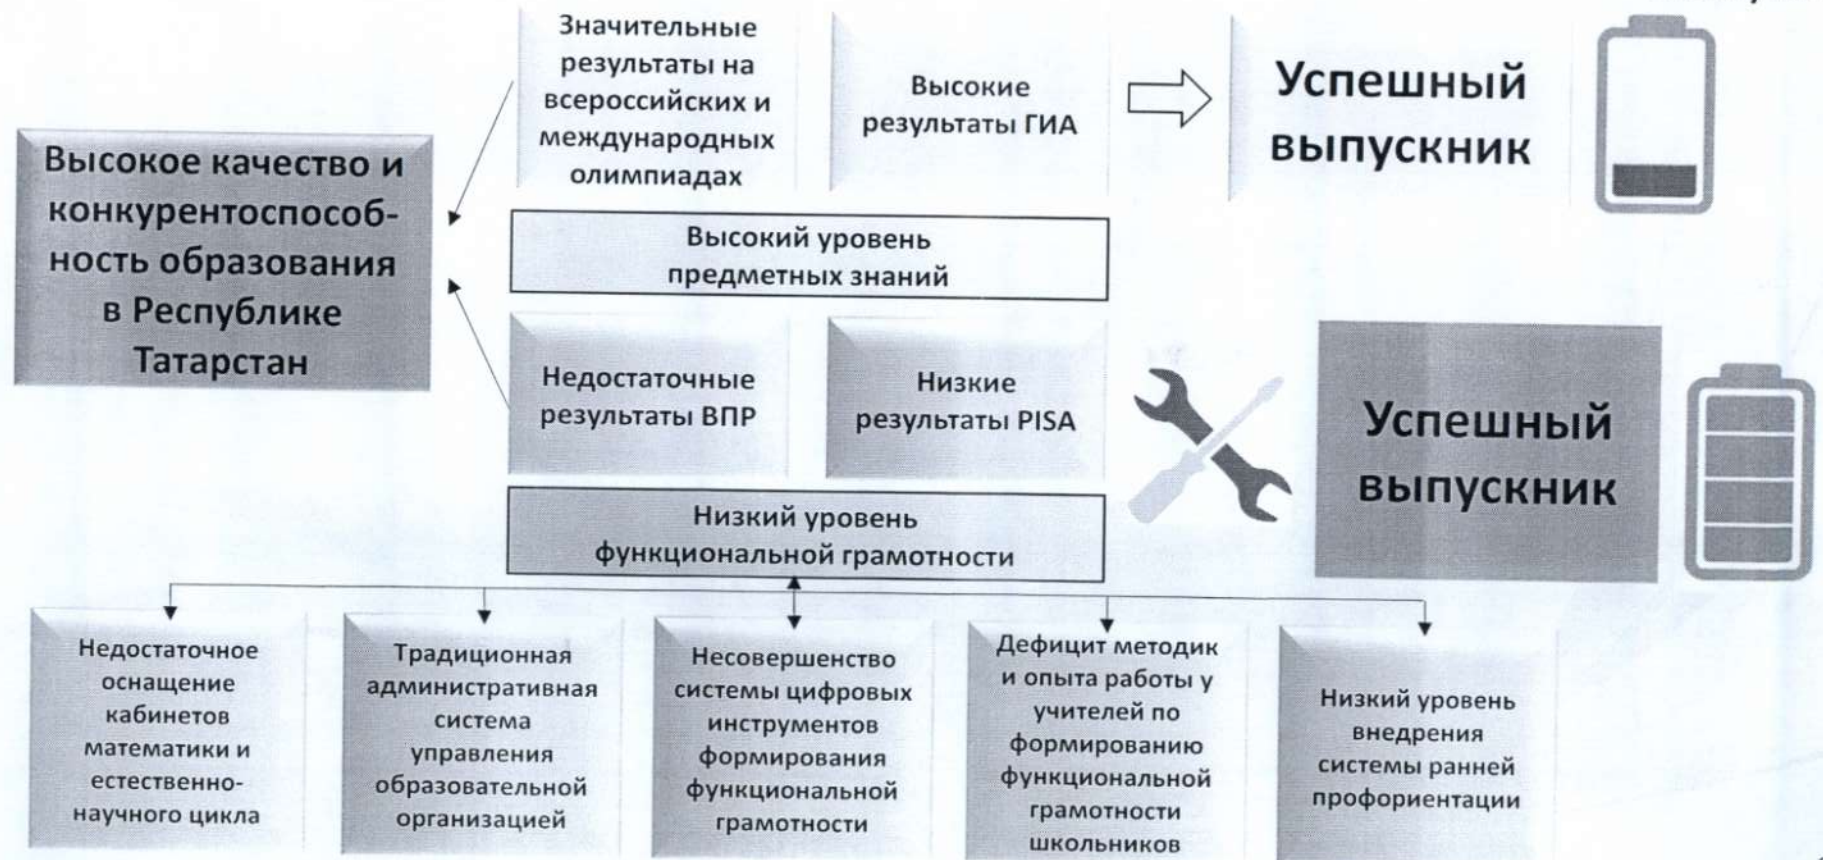 Значительные
результаты на
всероссийских и
международных
олимпиадах
Высокие
результаты ГИА
Успешный
выпускник
Высокое качество и
конкурентоспособ-
ность образования
в Республике
Татарстан
Высокий уровень
предметных знаний
Недостаточные
результаты ВПР
Низкие
результаты PISA
Успешный
выпускник
Низкий уровень
функциональной грамотности
Недостаточное
оснащение
кабинетов
математики и
естественно-
научного цикла
Традиционная
административная
система
управления
образовательной
организацией
Несовершенство
системы цифровых
инструментов
формирования
функциональной
грамотности
Дефицит методик
и опыта работы у
учителей по
формированию
функциональной
грамотности
школьников
Низкий уровень
внедрения
системы ранней
профориентации